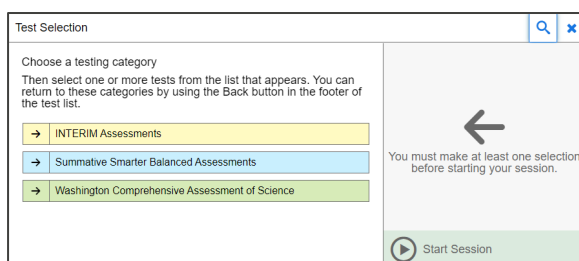 Test Selection
Choose a testing category
Then select one or more tests from the list that appears. You can
return to these categories by using the Back button in the footer of
the test list.
INTERIM Assessments
Summative Smarter Balanced Assessments
Washington Comprehensive Assessment of Science
You must make at least one selection
before starting your session.
Start Session